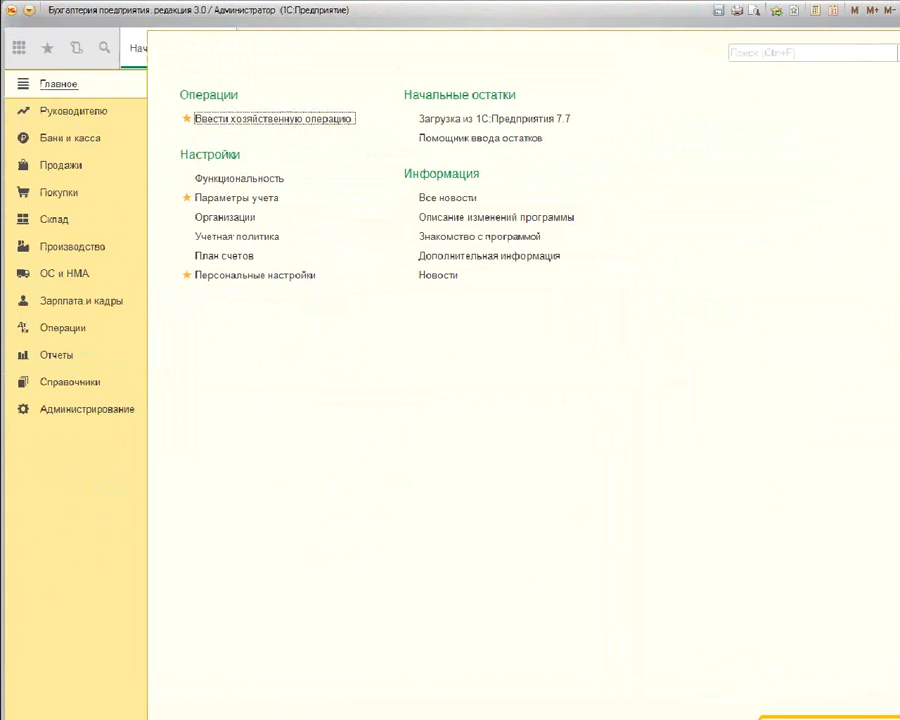 Бухгалтерия поедприятия, редакция 3.0 / Администратор (1С:Предприятие)
M M+ M-
Нач
Поиск (Ctrl+F)
Главное
Руководителю
Банк и касса
Продажи
Покупки
Склад
Производство
ОС и НМА
Зарплата и кадры
Операции
Отчеты
Справочники
Администрирование
Операции
Ввести хозяйственную операцию
Настройки
Функциональность
Параметры учета
Организации
Учетная политика
План счетов
Персональные настройки
Начальные остатки
Загрузка из 1С:Предприятия 7.7
Помощник ввода остатков
Информация
Все новости
Описание изменений программы
Знакомство с программой
Дополнительная информация
Новости